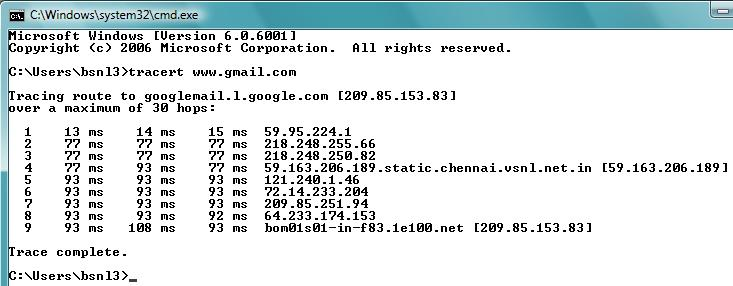 C:\Windows\system32\cmd.exe
Microsoft Windows [Version 6.0.6001]
Copyright (c) 2006 Microsoft Corporation.  All rights reserved.
C:\Users\bsnl3>tracert www.gmail.com
Tracing route to googlemail.l.google.com [209.85.153.83]
over a maximum of 30 hops:
  1    13 ms    14 ms    15 ms  59.95.224.1
  2    77 ms    77 ms    77 ms  218.248.255.66
  3    77 ms    77 ms    77 ms  218.248.250.82
  4    77 ms    93 ms    77 ms  59.163.206.189.static.chennai.vsnl.net.in [59.163.206.189]
  5    93 ms    93 ms    93 ms  121.240.1.46
  6    93 ms    93 ms    93 ms  72.14.233.204
  7    93 ms    93 ms    93 ms  209.85.251.94
  8    93 ms    93 ms    92 ms  64.233.174.153
  9    93 ms   108 ms    93 ms  bom01s01-in-f83.1e100.net [209.85.153.83]
Trace complete.
C:\Users\bsnl3>_